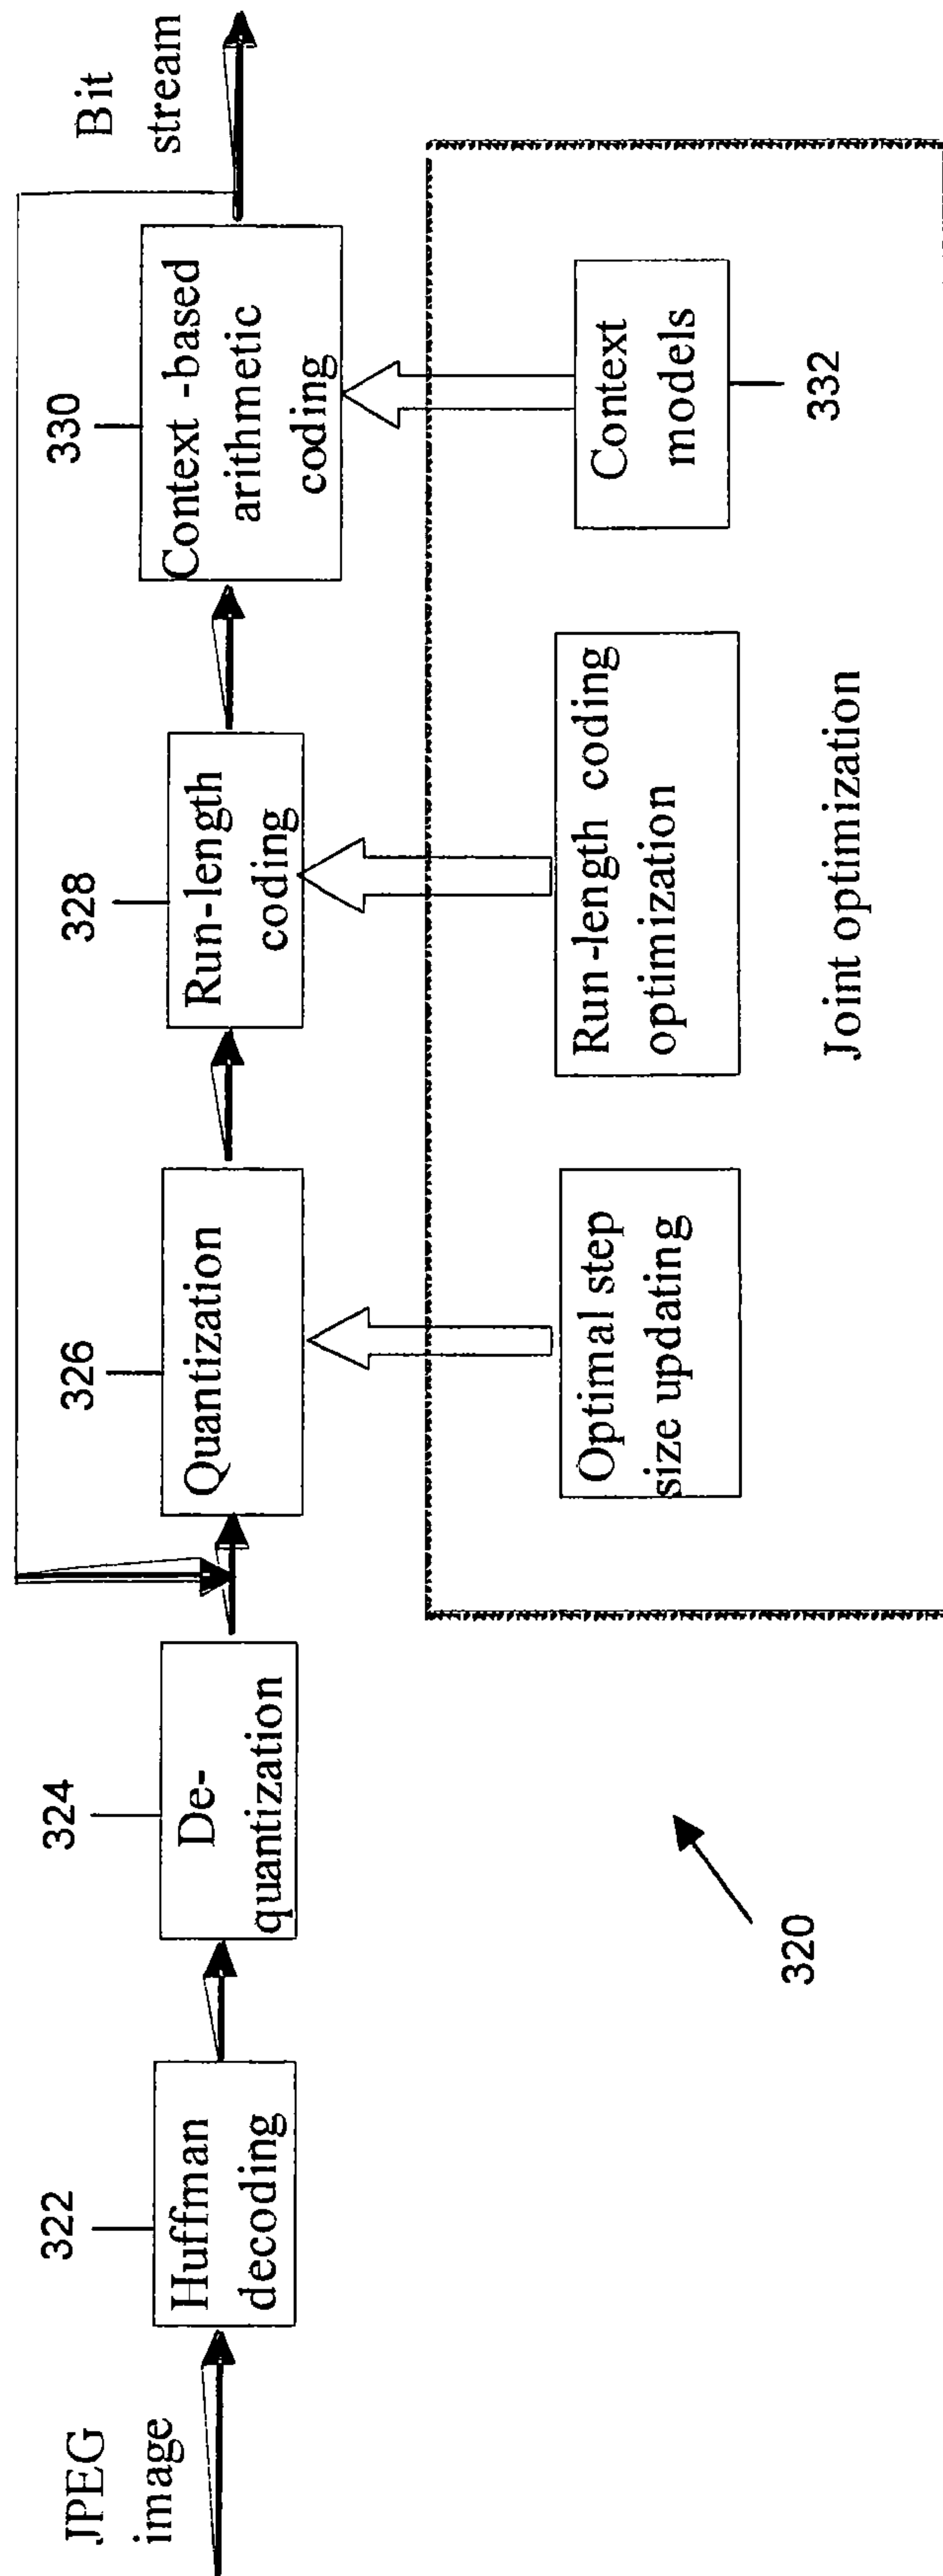 JPEG
image
322
Huffman
decoding
324
De-
quantization
326
Quantization
328
Run-length
coding
330
Context -based
arithmetic
coding
Bit
stream
Optimal step
size updating
Run-length coding
optimization
Context
models
332
Joint optimization
320